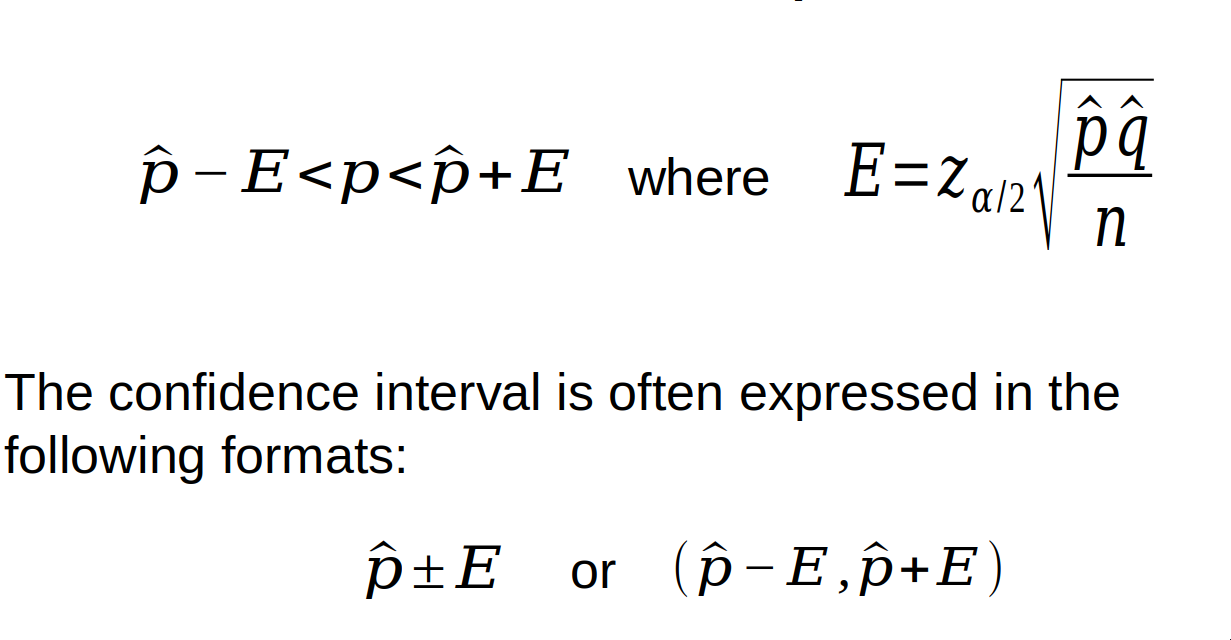 p̂ − E < p < p̂ + E where E = z_{α/2} √(p̂ q̂ / n)
The confidence interval is often expressed in the
following formats:
p̂ ± E or (p̂ − E , p̂ + E)